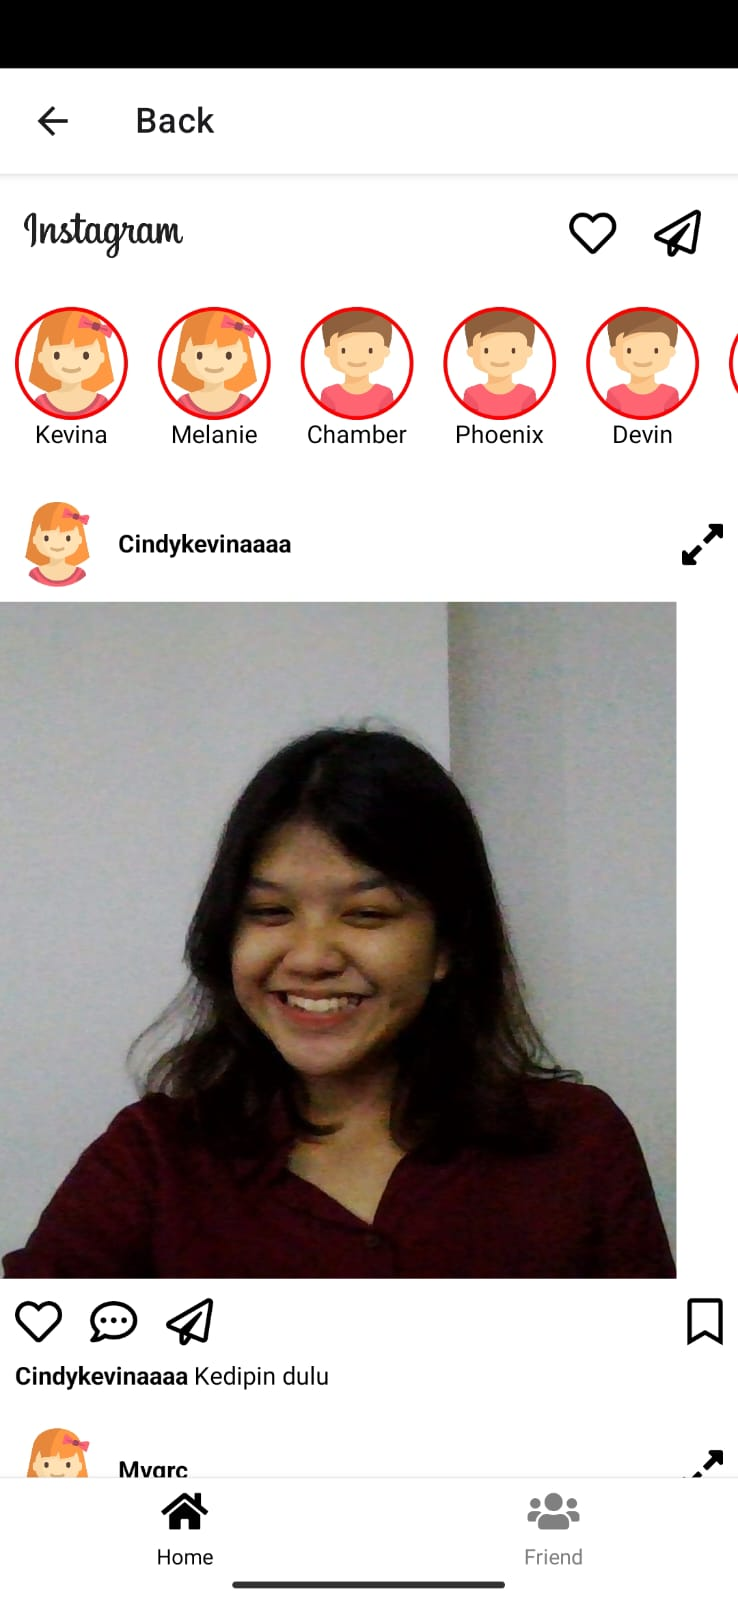 Back
Instagram
Kevina Melanie Chamber Phoenix Devin
Cindykevinaaaa
Cindykevinaaaa Kedipin dulu
Home Friend